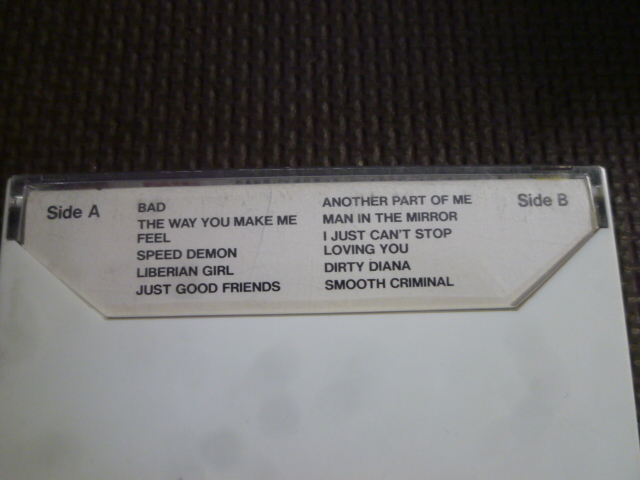 Side A
BAD
THE WAY YOU MAKE ME
FEEL
SPEED DEMON
LIBERIAN GIRL
JUST GOOD FRIENDS
ANOTHER PART OF ME
MAN IN THE MIRROR
I JUST CAN'T STOP
LOVING YOU
DIRTY DIANA
SMOOTH CRIMINAL
Side B